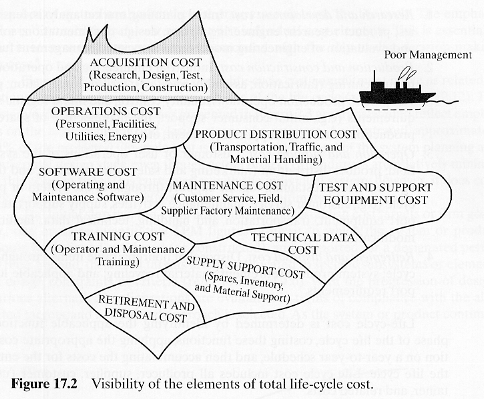 ACQUISITION COST
(Research, Design, Test,
Production, Construction)
Poor Management
OPERATIONS COST
(Personnel, Facilities,
Utilities, Energy)
PRODUCT DISTRIBUTION COST
(Transportation, Traffic, and
Material Handling)
SOFTWARE COST
(Operating and
Maintenance Software)
MAINTENANCE COST
(Customer Service, Field,
Supplier Factory Maintenance)
TEST AND SUPPORT
EQUIPMENT COST
TRAINING COST
(Operator and Maintenance
Training)
TECHNICAL DATA
COST
SUPPLY SUPPORT COST
(Spares, Inventory,
and Material Support)
RETIREMENT AND
DISPOSAL COST
Figure 17.2 Visibility of the elements of total life-cycle cost.